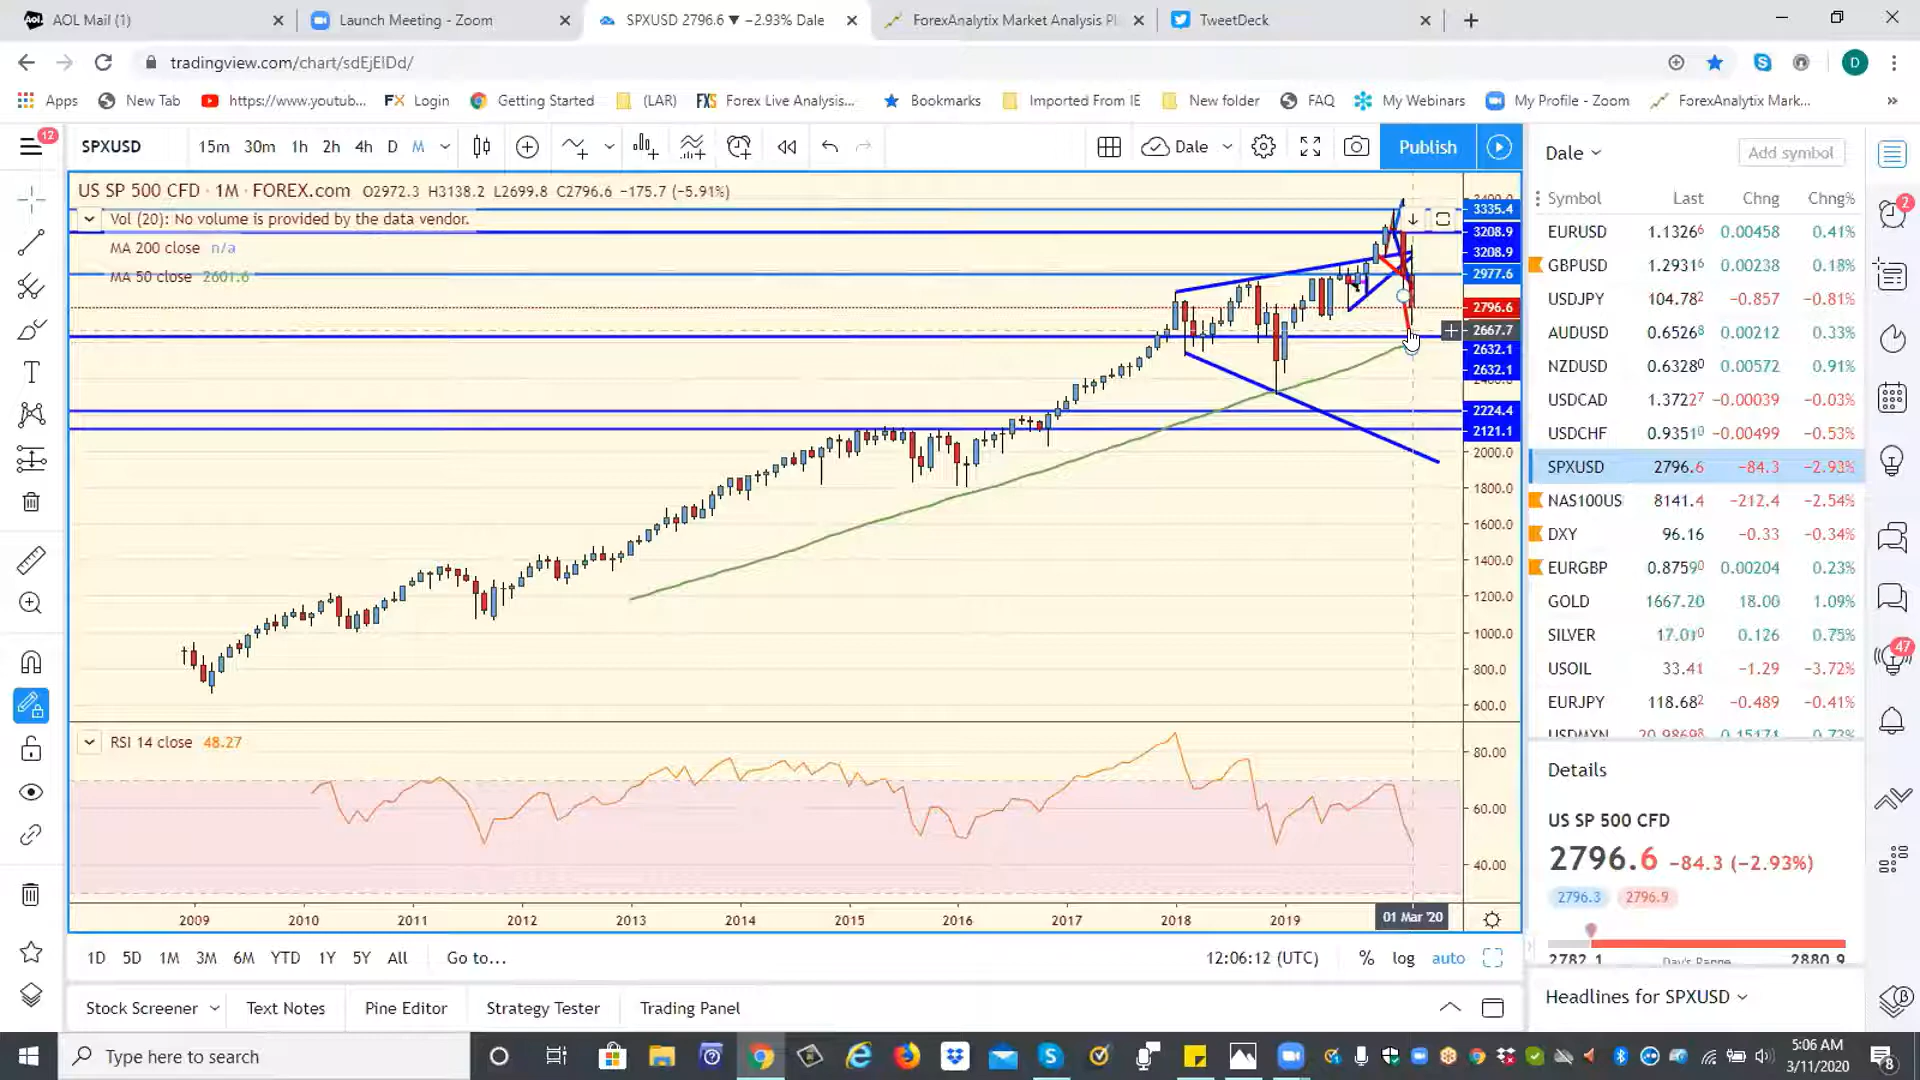 AOL Mail (1)
Launch Meeting - Zoom
SPXUSD 2796.6 ▼ −2.93% Dale
ForexAnalytix Market Analysis Pl
TweetDeck
tradingview.com/chart/sdEjElDd/
D
Apps
New Tab
https://www.youtub...
FX Login
Getting Started
(LAR)
FXS Forex Live Analysis...
Bookmarks
Imported From IE
New folder
FAQ
My Webinars
My Profile - Zoom
ForexAnalytix Mark...
»
12
SPXUSD
15m 30m 1h 2h 4h D M
Dale
Publish
US SP 500 CFD · 1M · FOREX.com O2972.3 H3138.2 L2699.8 C2796.6 −175.7 (−5.91%)
Vol (20): No volume is provided by the data vendor.
MA 200 close n/a
MA 50 close 2601.6
3335.4
3208.9
3208.9
2977.6
2796.6
2667.7
2632.1
2632.1
2224.4
2121.1
2000.0
1800.0
1600.0
1400.0
1200.0
1000.0
800.0
600.0
RSI 14 close 48.27
80.00
60.00
40.00
2009 2010 2011 2012 2013 2014 2015 2016 2017 2018 2019 01 Mar '20
1D 5D 1M 3M 6M YTD 1Y 5Y All Go to... 12:06:12 (UTC) % log auto
Stock Screener Text Notes Pine Editor Strategy Tester Trading Panel
Dale
Add symbol
Symbol Last Chng Chng%
EURUSD 1.13266 0.00458 0.41%
GBPUSD 1.29316 0.00238 0.18%
USDJPY 104.782 −0.857 −0.81%
AUDUSD 0.65268 0.00212 0.33%
NZDUSD 0.63280 0.00572 0.91%
USDCAD 1.37227 −0.00039 −0.03%
USDCHF 0.93510 −0.00499 −0.53%
SPXUSD 2796.6 −84.3 −2.93%
NAS100US 8141.4 −212.4 −2.54%
DXY 96.16 −0.33 −0.34%
EURGBP 0.87590 0.00204 0.23%
GOLD 1667.20 18.00 1.09%
SILVER 17.010 0.126 0.75%
USOIL 33.41 −1.29 −3.72%
EURJPY 118.682 −0.489 −0.41%
USDMXN 20.98698 0.15171 0.73%
Details
US SP 500 CFD
2796.6 −84.3 (−2.93%)
2796.3 2796.9
2782.1 Day's Range 2880.9
Headlines for SPXUSD
2
47
Type here to search
5:06 AM
3/11/2020
8